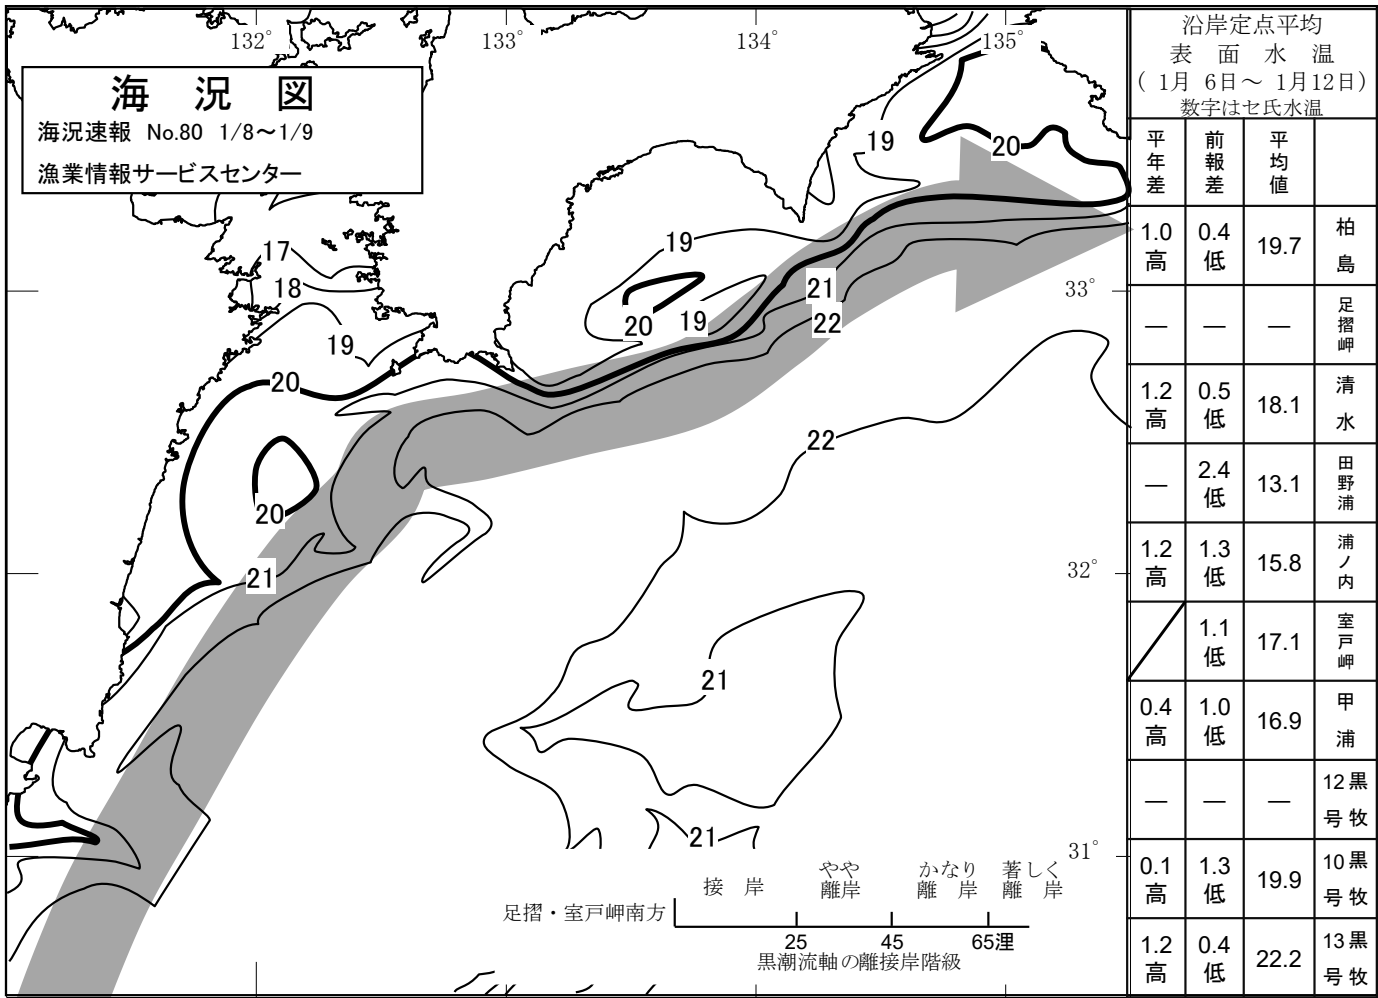 132° 133° 134° 135°
海 況 図
海況速報 No.80 1/8～1/9
漁業情報サービスセンター
19
20
17
18
19
20
19
20
19
21
22
20
21
22
21
21
33°
32°
31°
接 岸 やや離岸 かなり離 岸 著しく離 岸
足摺・室戸岬南方
25 45 65浬
黒潮流軸の離接岸階級
沿岸定点平均
表 面 水 温
( 1月 6日～ 1月12日)
数字はセ氏水温
平年差 前報差 平均値
1.0高 0.4低 19.7 柏島
― ― ― 足摺岬
1.2高 0.5低 18.1 清水
― 2.4低 13.1 田野浦
1.2高 1.3低 15.8 浦ノ内
1.1低 17.1 室戸岬
0.4高 1.0低 16.9 甲浦
― ― ― 黒牧12号
0.1高 1.3低 19.9 黒牧10号
1.2高 0.4低 22.2 黒牧13号